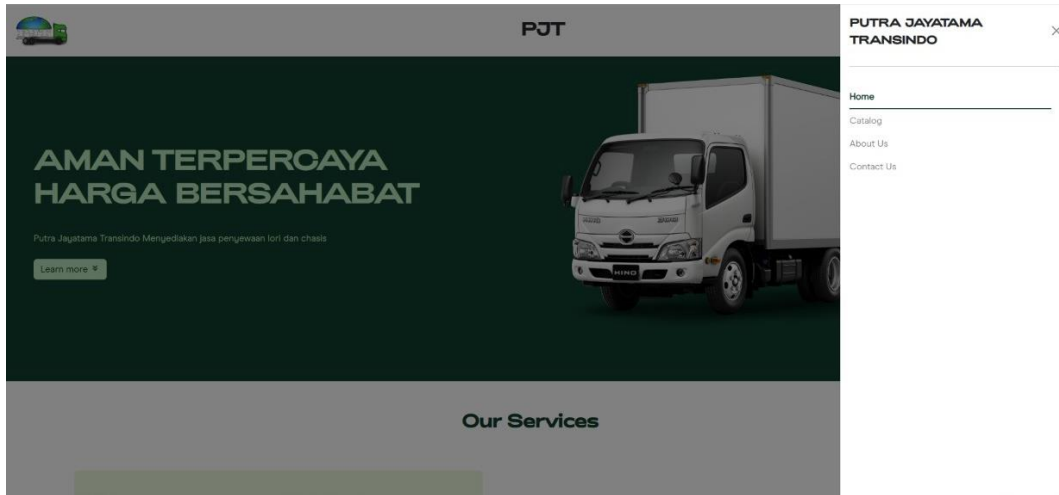 PJT
AMAN TERPERCAYA
HARGA BERSAHABAT
Putra Jayatama Transindo Menyediakan jasa penyewaan lori dan chasis
Learn more
HINO
Our Services
PUTRA JAYATAMA
TRANSINDO
Home
Catalog
About Us
Contact Us